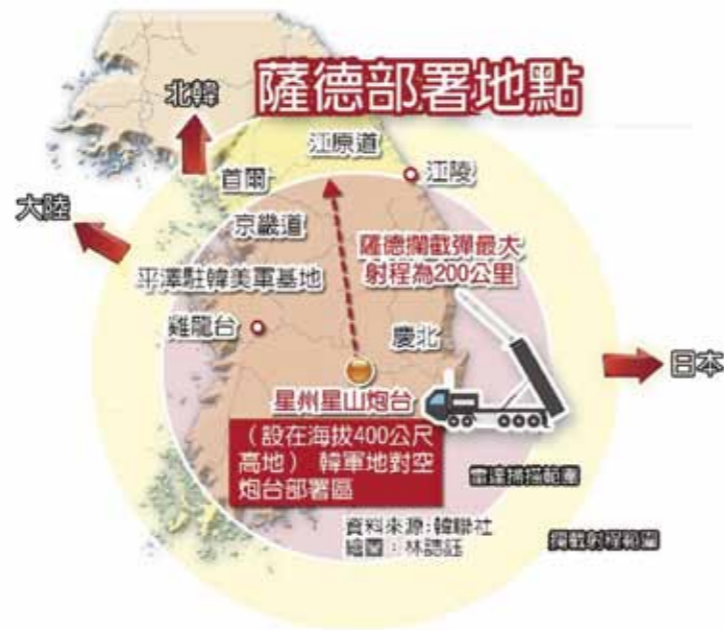 薩德部署地點
北韓
江原道
江陵
首爾
大陸
京畿道
薩德攔截彈最大
射程為200公里
平澤駐韓美軍基地
雞龍台
慶北
日本
星州星山炮台
（設在海拔400公尺
高地） 韓軍地對空
炮台部署區
雷達掃描範圍
資料來源：韓聯社
繪圖：林
攔截射程範圍